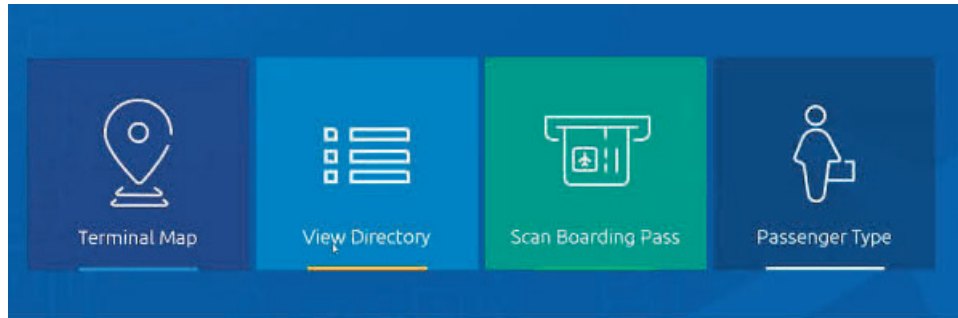 Terminal Map
View Directory
Scan Boarding Pass
Passenger Type